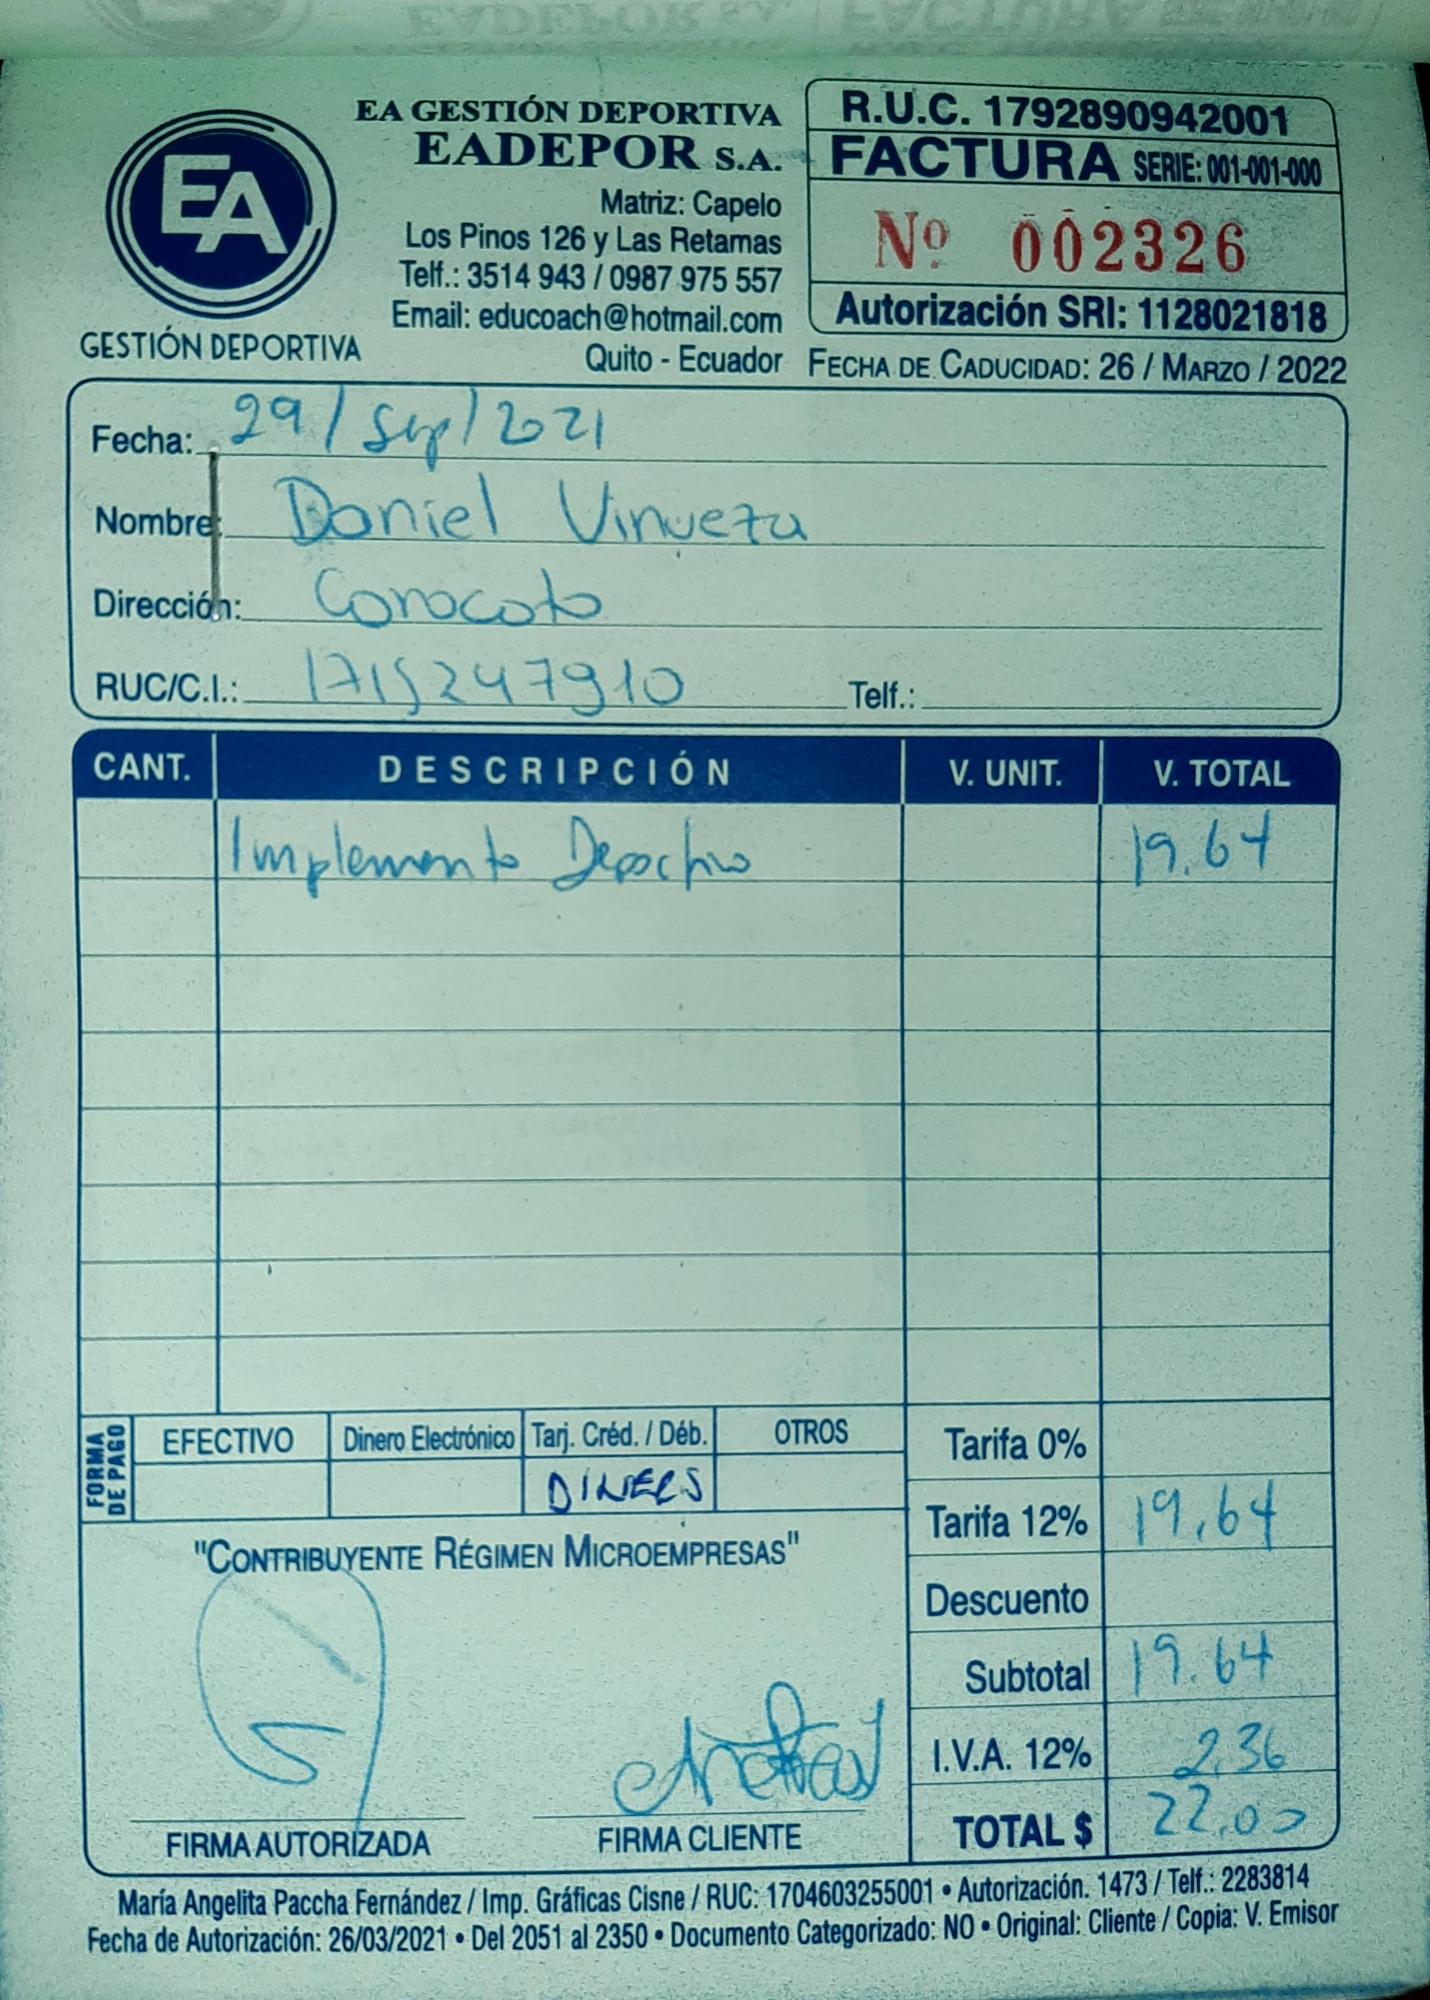 EA GESTIÓN DEPORTIVA
EADEPOR S.A.
Matriz: Capelo
Los Pinos 126 y Las Retamas
Telf.: 3514 943 / 0987 975 557
Email: educoach@hotmail.com
Quito - Ecuador
EA
GESTIÓN DEPORTIVA
R.U.C. 1792890942001
FACTURA SERIE: 001-001-000
Nº 002326
Autorización SRI: 1128021818
FECHA DE CADUCIDAD: 26 / MARZO / 2022
Fecha: 29/Sep/2021
Nombre: Daniel Vinueza
Dirección: Conocoto
RUC/C.I.: 1715247910 Telf.:
CANT. DESCRIPCIÓN V. UNIT. V. TOTAL
Implemento Deportivo 19.64
FORMA DE PAGO
EFECTIVO Dinero Electrónico Tarj. Créd. / Déb. OTROS
DINERS
Tarifa 0%
Tarifa 12% 19.64
Descuento
Subtotal 19.64
I.V.A. 12% 2.36
TOTAL $ 22.00
"CONTRIBUYENTE RÉGIMEN MICROEMPRESAS"
FIRMA AUTORIZADA FIRMA CLIENTE
María Angelita Paccha Fernández / Imp. Gráficas Cisne / RUC: 1704603255001 • Autorización. 1473 / Telf.: 2283814
Fecha de Autorización: 26/03/2021 • Del 2051 al 2350 • Documento Categorizado: NO • Original: Cliente / Copia: V. Emisor